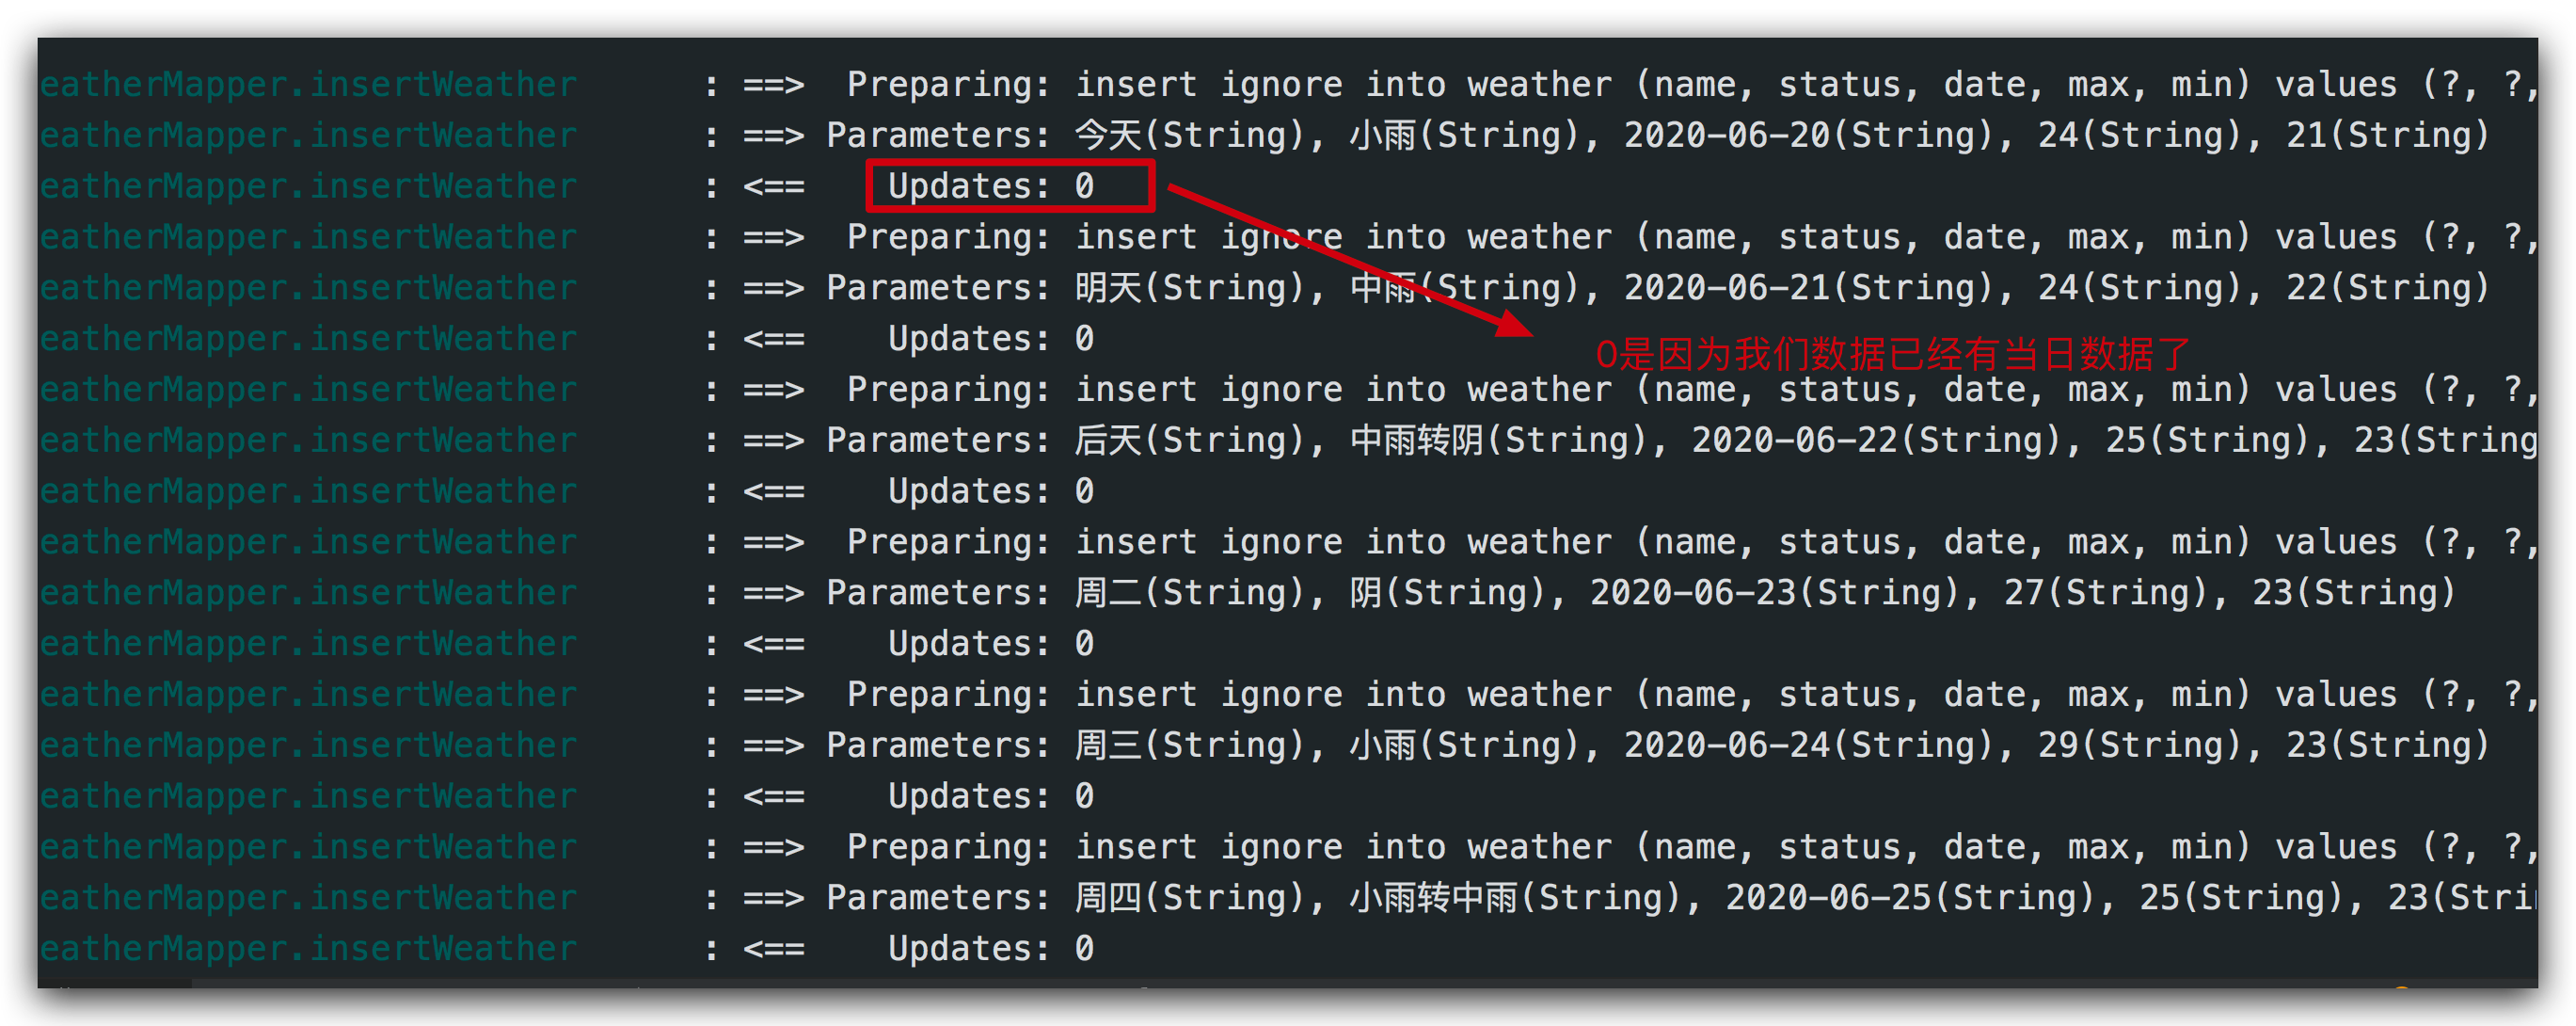 eatherMapper.insertWeather : ==> Preparing: insert ignore into weather (name, status, date, max, min) values (?, ?,
eatherMapper.insertWeather : ==> Parameters: 今天(String), 小雨(String), 2020-06-20(String), 24(String), 21(String)
eatherMapper.insertWeather : <== Updates: 0
eatherMapper.insertWeather : ==> Preparing: insert ignore into weather (name, status, date, max, min) values (?, ?,
eatherMapper.insertWeather : ==> Parameters: 明天(String), 中雨(String), 2020-06-21(String), 24(String), 22(String)
eatherMapper.insertWeather : <== Updates: 0
0是因为我们数据已经有当日数据了
eatherMapper.insertWeather : ==> Preparing: insert ignore into weather (name, status, date, max, min) values (?, ?,
eatherMapper.insertWeather : ==> Parameters: 后天(String), 中雨转阴(String), 2020-06-22(String), 25(String), 23(String
eatherMapper.insertWeather : <== Updates: 0
eatherMapper.insertWeather : ==> Preparing: insert ignore into weather (name, status, date, max, min) values (?, ?,
eatherMapper.insertWeather : ==> Parameters: 周二(String), 阴(String), 2020-06-23(String), 27(String), 23(String)
eatherMapper.insertWeather : <== Updates: 0
eatherMapper.insertWeather : ==> Preparing: insert ignore into weather (name, status, date, max, min) values (?, ?,
eatherMapper.insertWeather : ==> Parameters: 周三(String), 小雨(String), 2020-06-24(String), 29(String), 23(String)
eatherMapper.insertWeather : <== Updates: 0
eatherMapper.insertWeather : ==> Preparing: insert ignore into weather (name, status, date, max, min) values (?, ?,
eatherMapper.insertWeather : ==> Parameters: 周四(String), 小雨转中雨(String), 2020-06-25(String), 25(String), 23(Stri
eatherMapper.insertWeather : <== Updates: 0